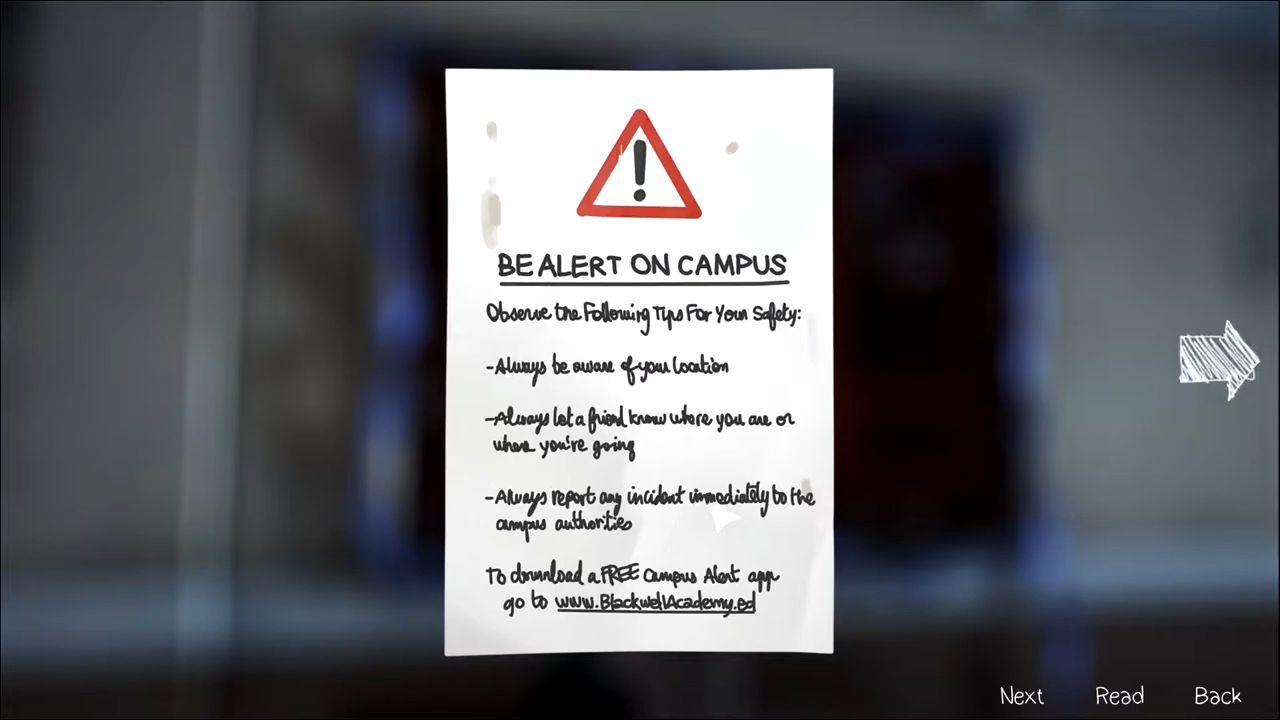 !
BE ALERT ON CAMPUS
Observe the Following Tips For Your Safety:
-Always be aware of your location
-Always let a friend know where you are or
where you're going
-Always report any incident immediately to the
campus authorities
To download a FREE Campus Alert app
go to www.BlackwellAcademy.ed
Next Read Back